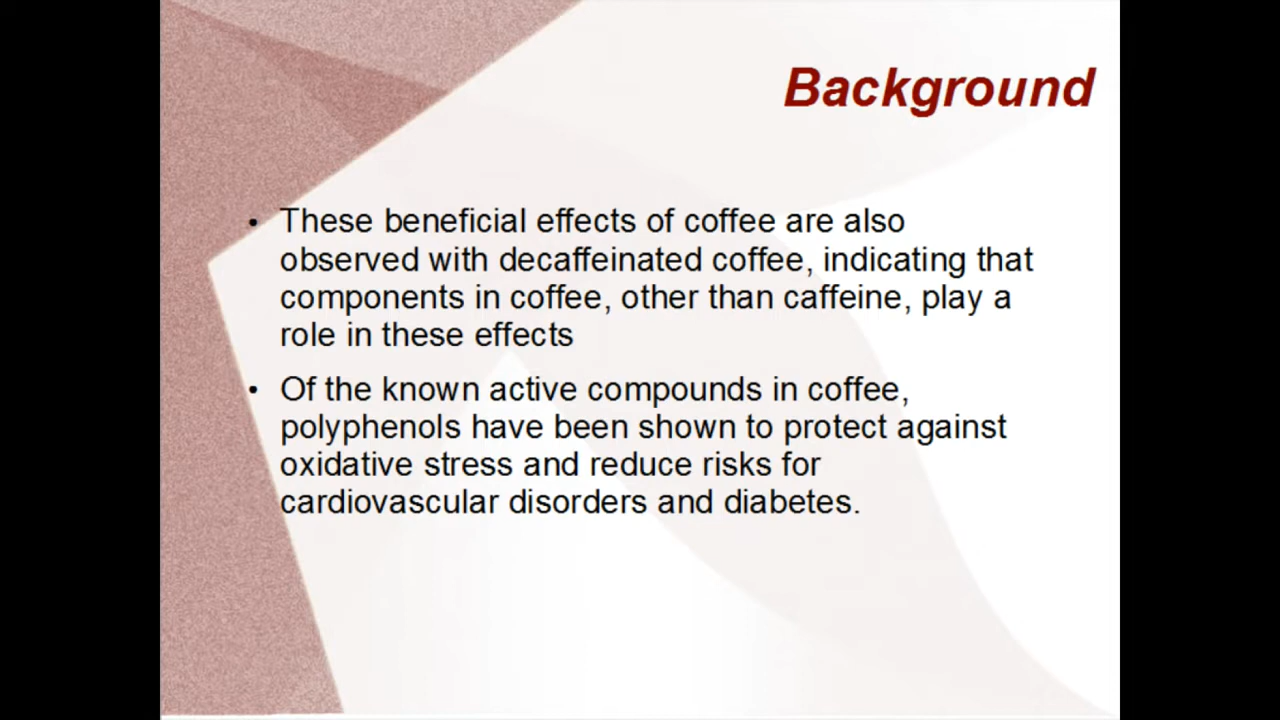 Background
• These beneficial effects of coffee are also
observed with decaffeinated coffee, indicating that
components in coffee, other than caffeine, play a
role in these effects
• Of the known active compounds in coffee,
polyphenols have been shown to protect against
oxidative stress and reduce risks for
cardiovascular disorders and diabetes.